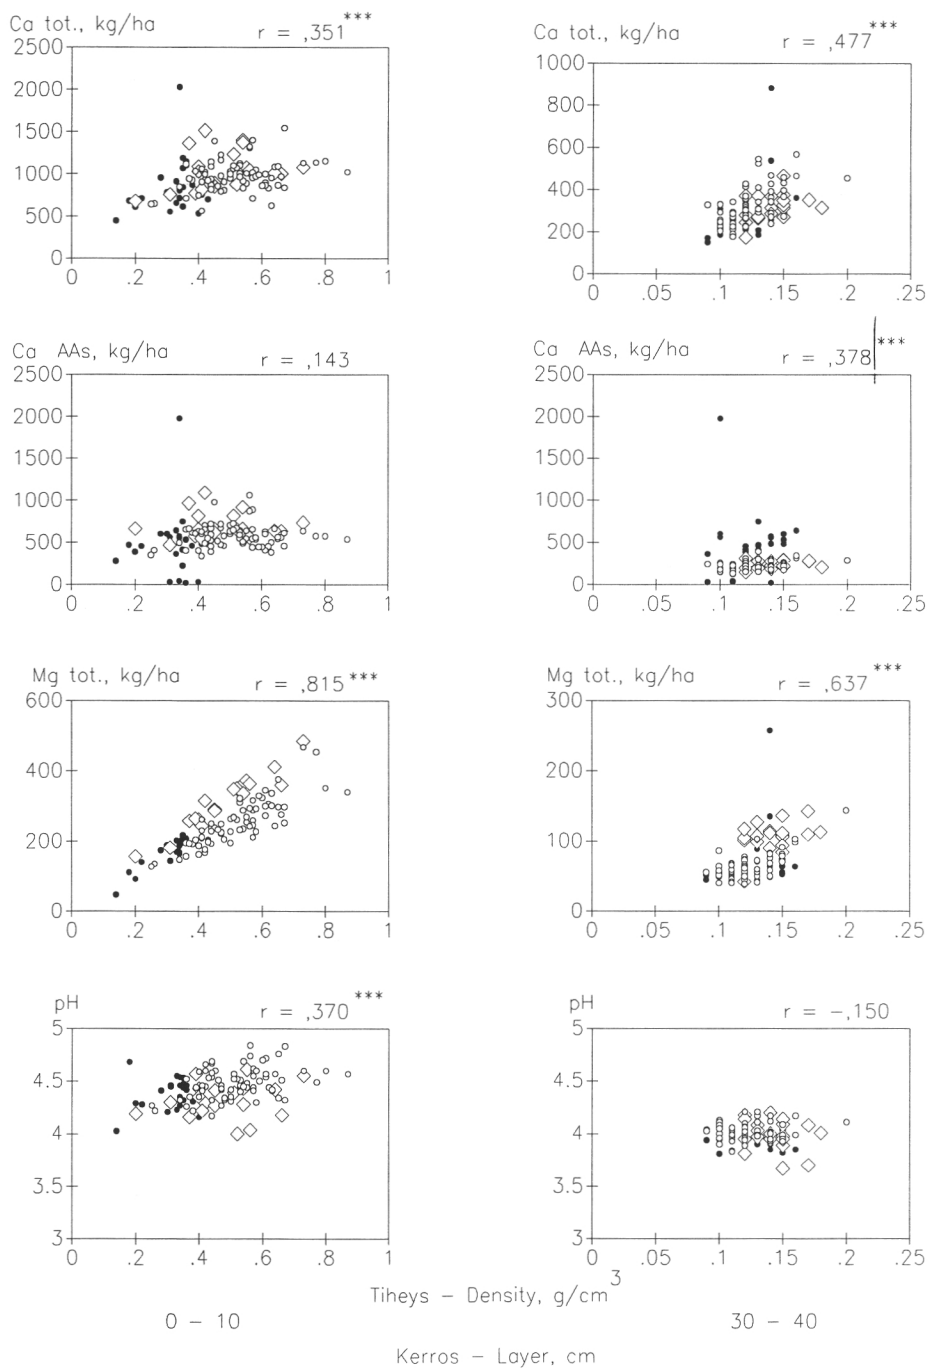 Ca tot., kg/ha r = ,351***
2500
2000
1500
1000
500
0
0 .2 .4 .6 .8 1
Ca tot., kg/ha r = ,477***
1000
800
600
400
200
0
0 .05 .1 .15 .2 .25
Ca AAs, kg/ha r = ,143
2500
2000
1500
1000
500
0
0 .2 .4 .6 .8 1
Ca AAs, kg/ha r = ,378***
2500
2000
1500
1000
500
0
0 .05 .1 .15 .2 .25
Mg tot., kg/ha r = ,815***
600
400
200
0
0 .2 .4 .6 .8 1
Mg tot., kg/ha r = ,637***
300
200
100
0
0 .05 .1 .15 .2 .25
pH r = ,370***
5
4.5
4
3.5
3
0 .2 .4 .6 .8 1
pH r = -,150
5
4.5
4
3.5
3
0 .05 .1 .15 .2 .25
Tiheys - Density, g/cm³
0 - 10 30 - 40
Kerros - Layer, cm